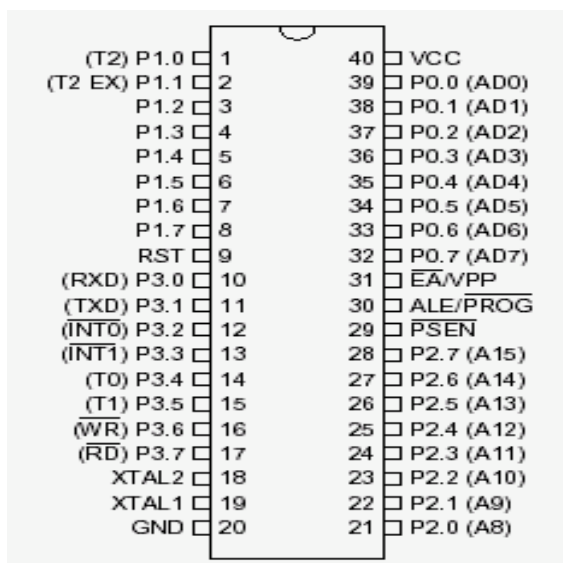 (T2) P1.0 1 40 VCC
(T2 EX) P1.1 2 39 P0.0 (AD0)
P1.2 3 38 P0.1 (AD1)
P1.3 4 37 P0.2 (AD2)
P1.4 5 36 P0.3 (AD3)
P1.5 6 35 P0.4 (AD4)
P1.6 7 34 P0.5 (AD5)
P1.7 8 33 P0.6 (AD6)
RST 9 32 P0.7 (AD7)
(RXD) P3.0 10 31 E̅A̅/VPP
(TXD) P3.1 11 30 ALE/P̅R̅O̅G̅
(I̅N̅T̅0̅) P3.2 12 29 P̅S̅E̅N̅
(I̅N̅T̅1̅) P3.3 13 28 P2.7 (A15)
(T0) P3.4 14 27 P2.6 (A14)
(T1) P3.5 15 26 P2.5 (A13)
(W̅R̅) P3.6 16 25 P2.4 (A12)
(R̅D̅) P3.7 17 24 P2.3 (A11)
XTAL2 18 23 P2.2 (A10)
XTAL1 19 22 P2.1 (A9)
GND 20 21 P2.0 (A8)